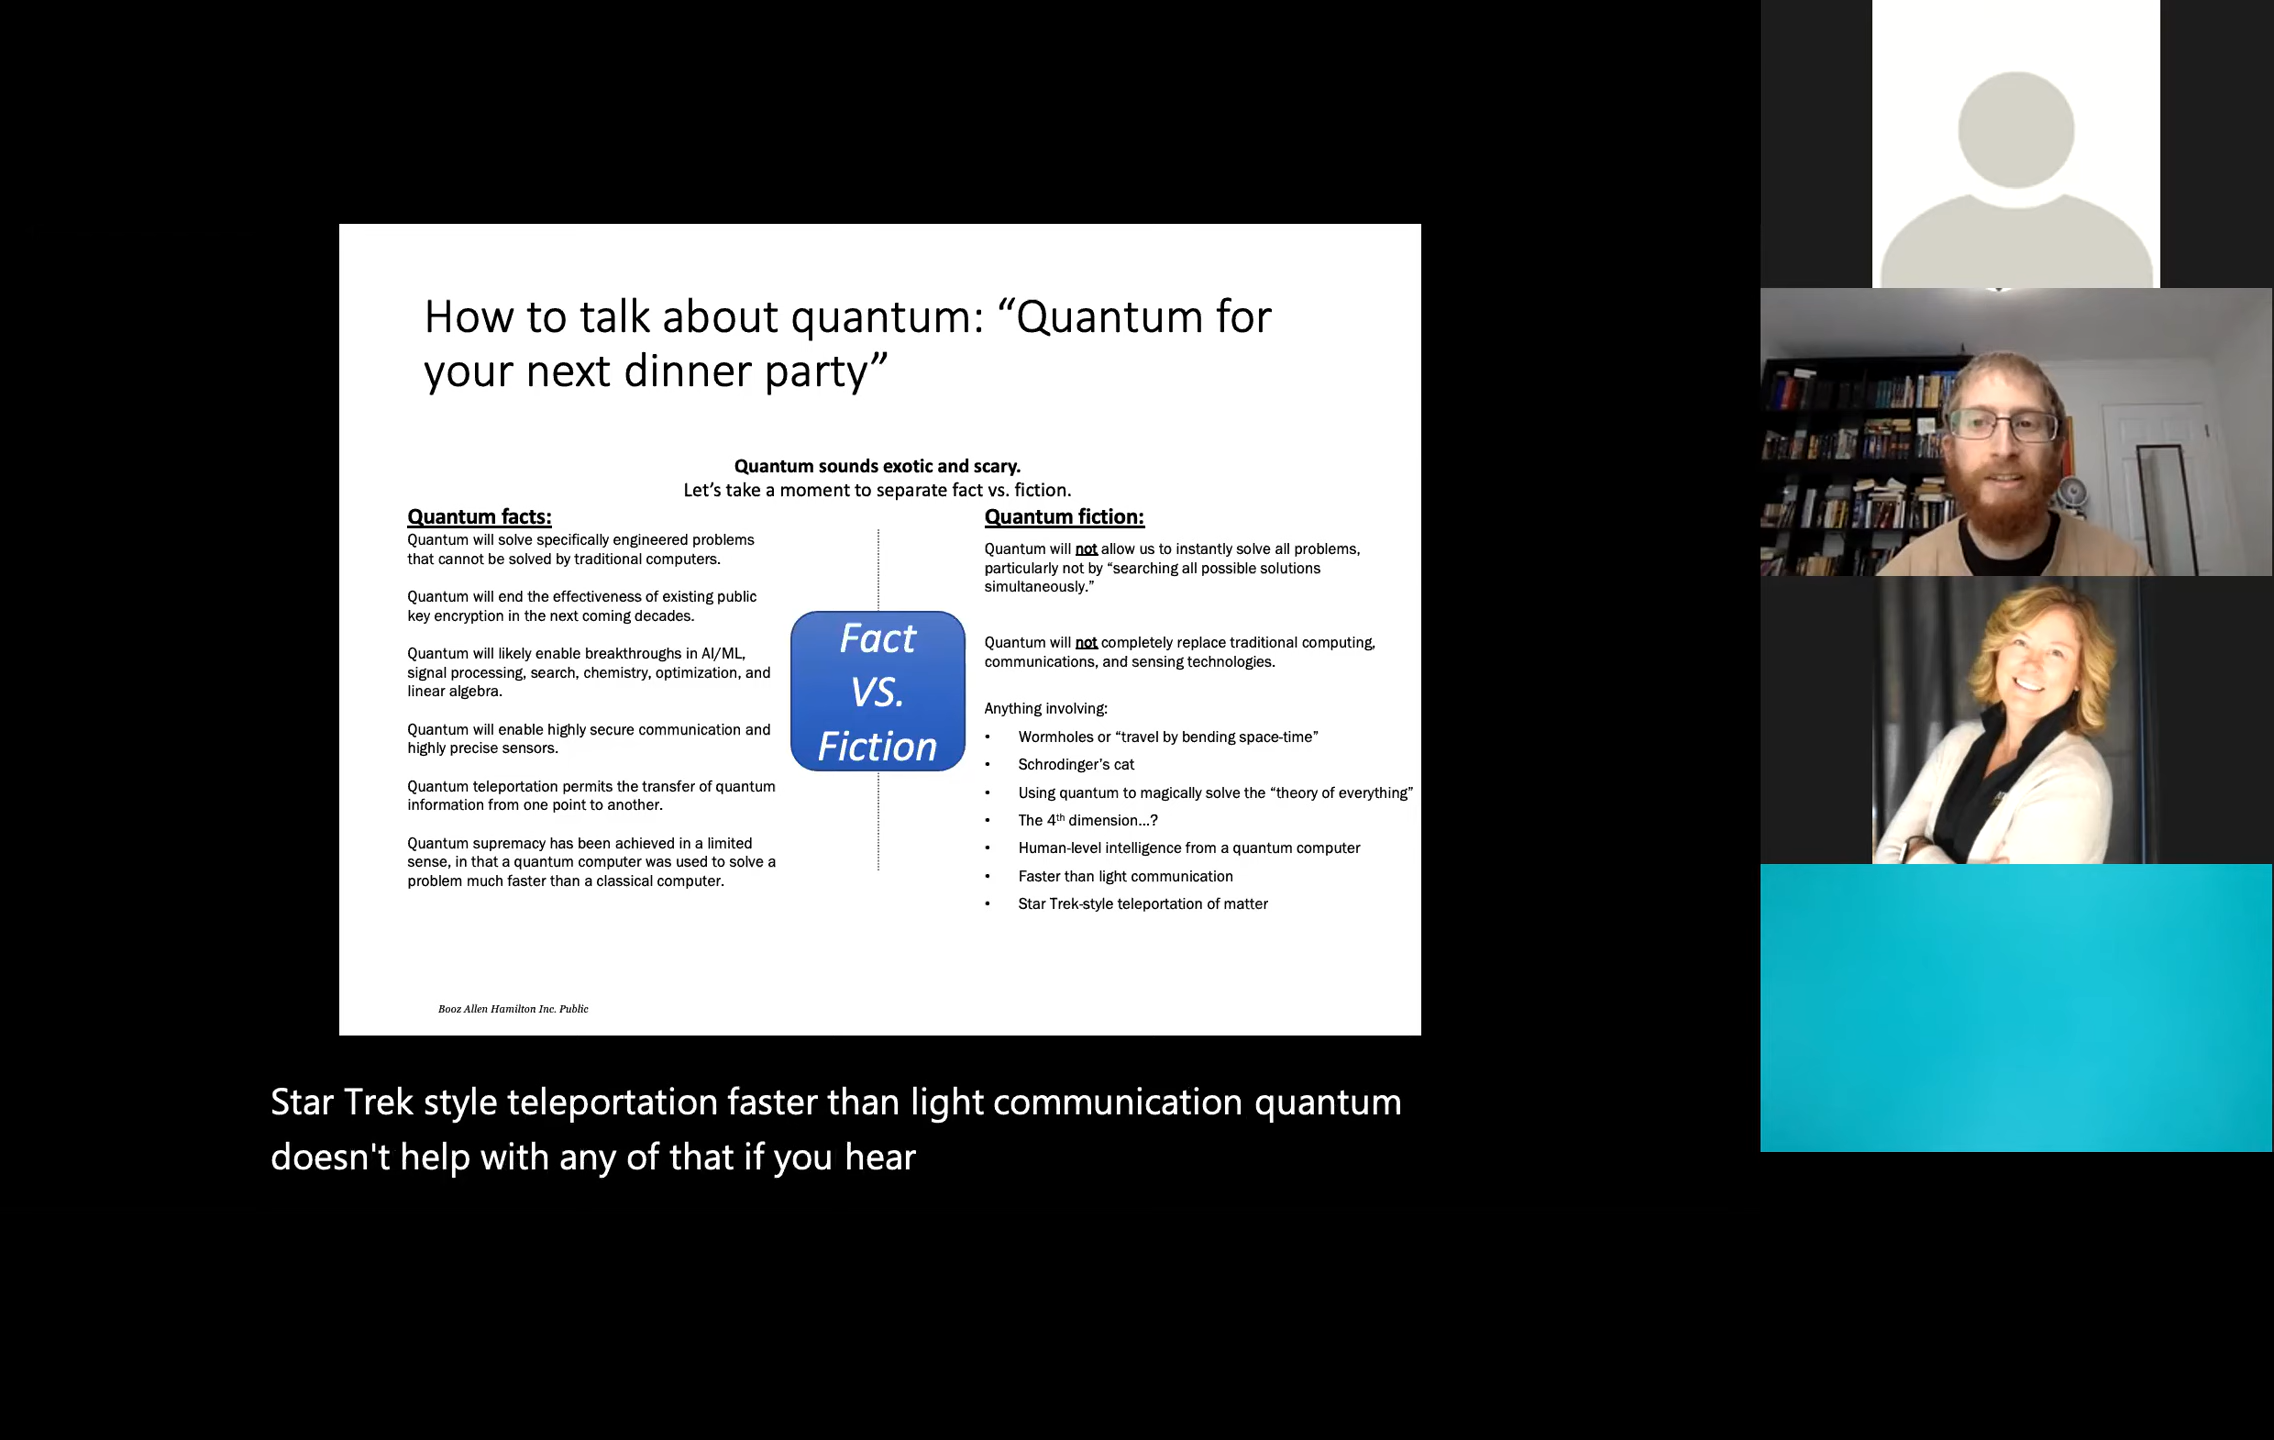 How to talk about quantum: “Quantum for
your next dinner party”
Quantum sounds exotic and scary.
Let’s take a moment to separate fact vs. fiction.
Quantum facts:
Quantum will solve specifically engineered problems
that cannot be solved by traditional computers.
Quantum will end the effectiveness of existing public
key encryption in the next coming decades.
Quantum will likely enable breakthroughs in AI/ML,
signal processing, search, chemistry, optimization, and
linear algebra.
Quantum will enable highly secure communication and
highly precise sensors.
Quantum teleportation permits the transfer of quantum
information from one point to another.
Quantum supremacy has been achieved in a limited
sense, in that a quantum computer was used to solve a
problem much faster than a classical computer.
Fact
VS.
Fiction
Quantum fiction:
Quantum will not allow us to instantly solve all problems,
particularly not by “searching all possible solutions
simultaneously.”
Quantum will not completely replace traditional computing,
communications, and sensing technologies.
Anything involving:
• Wormholes or “travel by bending space-time”
• Schrodinger’s cat
• Using quantum to magically solve the “theory of everything”
• The 4th dimension...?
• Human-level intelligence from a quantum computer
• Faster than light communication
• Star Trek-style teleportation of matter
Booz Allen Hamilton Inc. Public
Star Trek style teleportation faster than light communication quantum
doesn't help with any of that if you hear